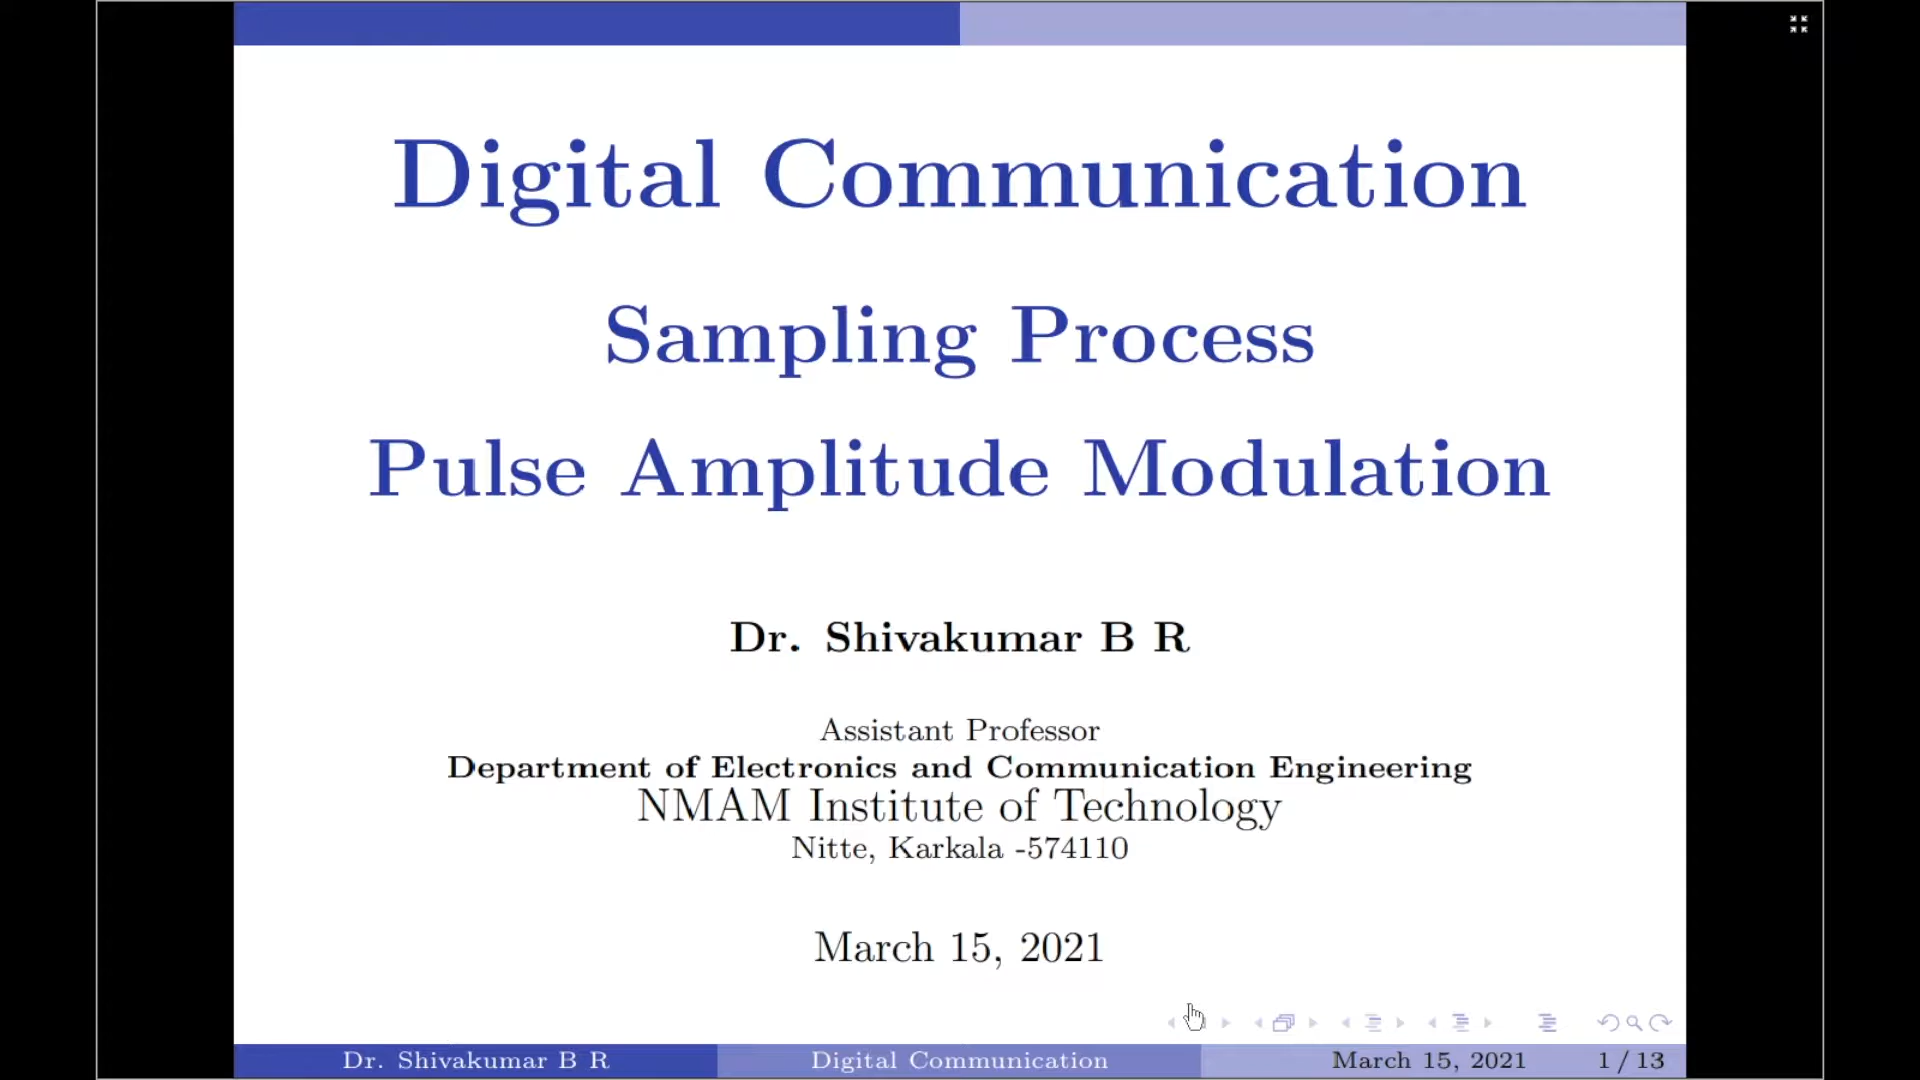 Digital Communication
Sampling Process
Pulse Amplitude Modulation
Dr. Shivakumar B R
Assistant Professor
Department of Electronics and Communication Engineering
NMAM Institute of Technology
Nitte, Karkala -574110
March 15, 2021
Dr. Shivakumar B R Digital Communication March 15, 2021 1 / 13